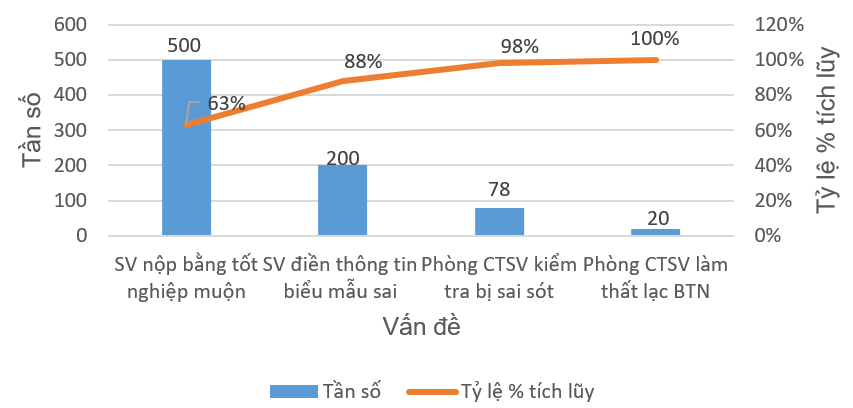 600
500
400
300
200
100
0
Tần số
120%
100%
80%
60%
40%
20%
0%
Tỷ lệ % tích lũy
500
200
78
20
63%
88%
98%
100%
SV nộp bằng tốt
nghiệp muộn
SV điền thông tin
biểu mẫu sai
Phòng CTSV kiểm
tra bị sai sót
Phòng CTSV làm
thất lạc BTN
Vấn đề
Tần số
Tỷ lệ % tích lũy